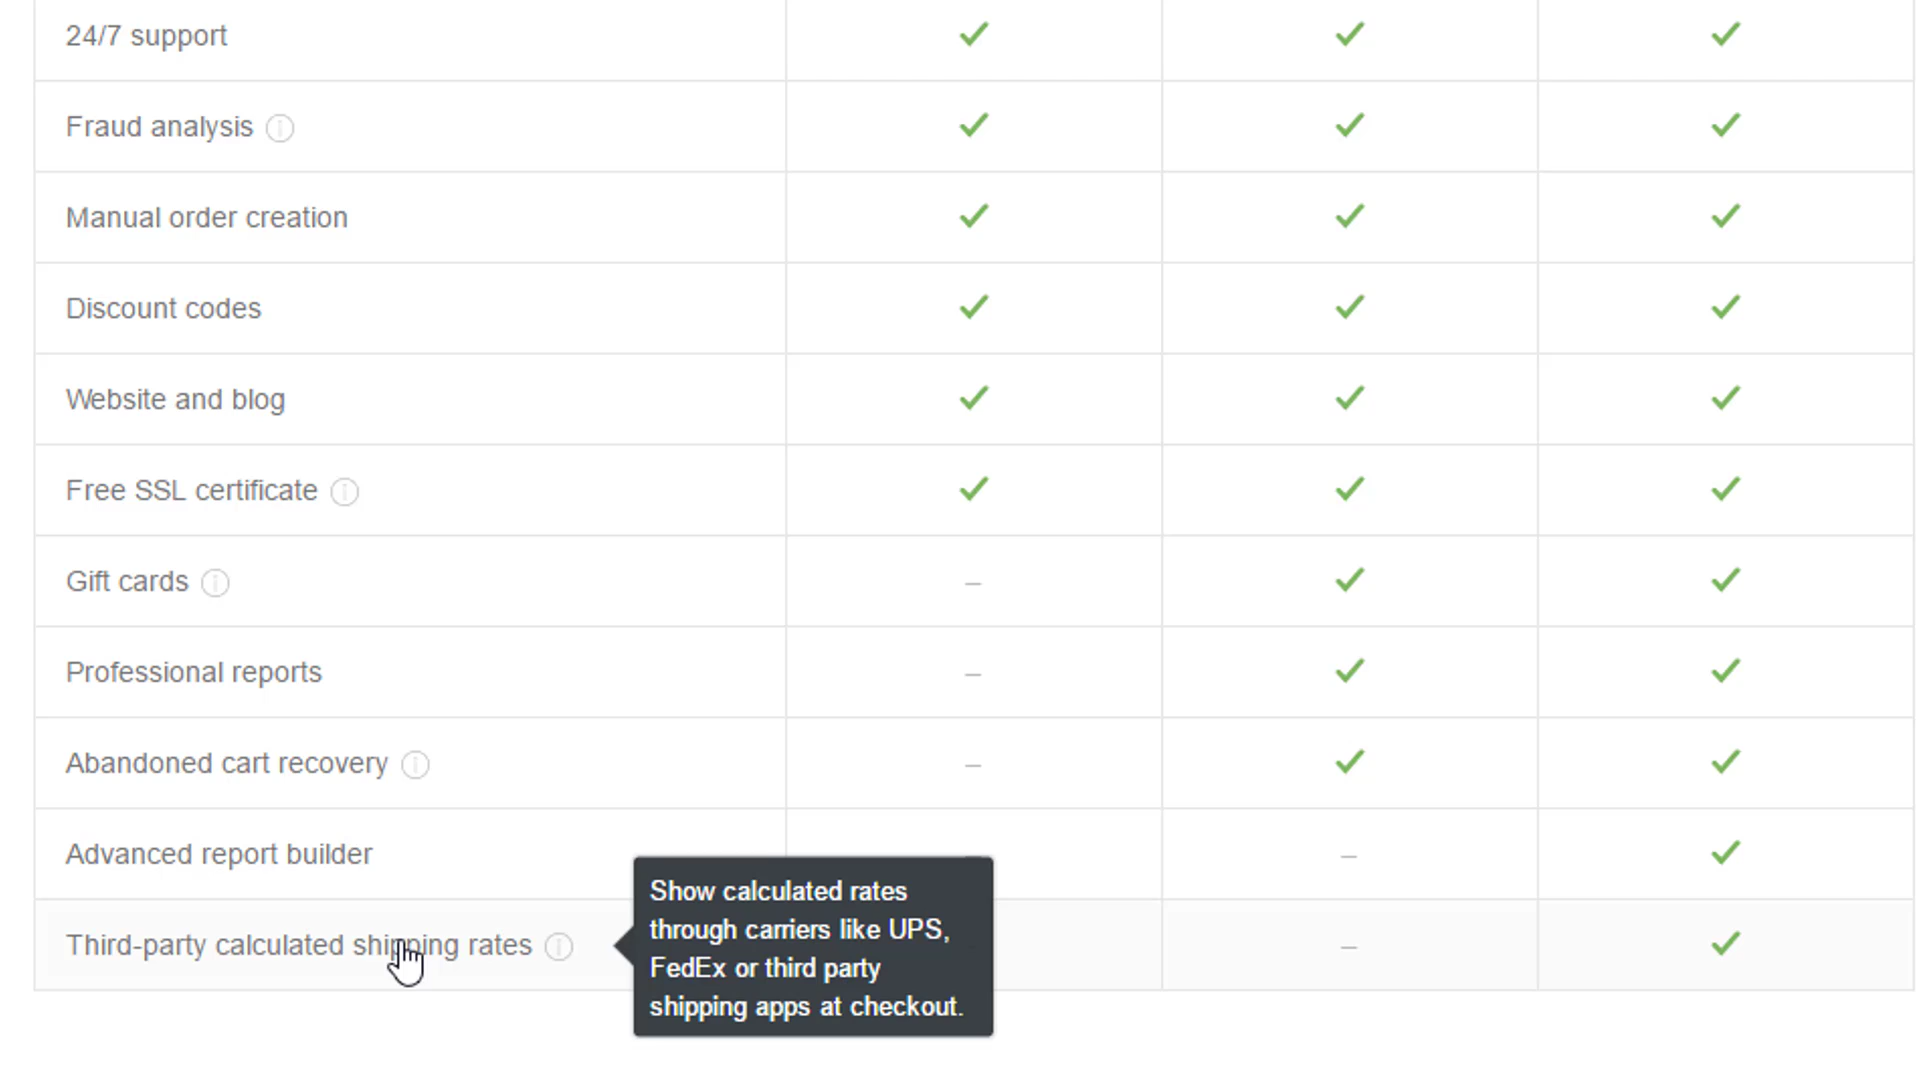 24/7 support
Fraud analysis
Manual order creation
Discount codes
Website and blog
Free SSL certificate
Gift cards –
Professional reports –
Abandoned cart recovery –
Advanced report builder –
Third-party calculated shipping rates –
Show calculated rates
through carriers like UPS,
FedEx or third party
shipping apps at checkout.